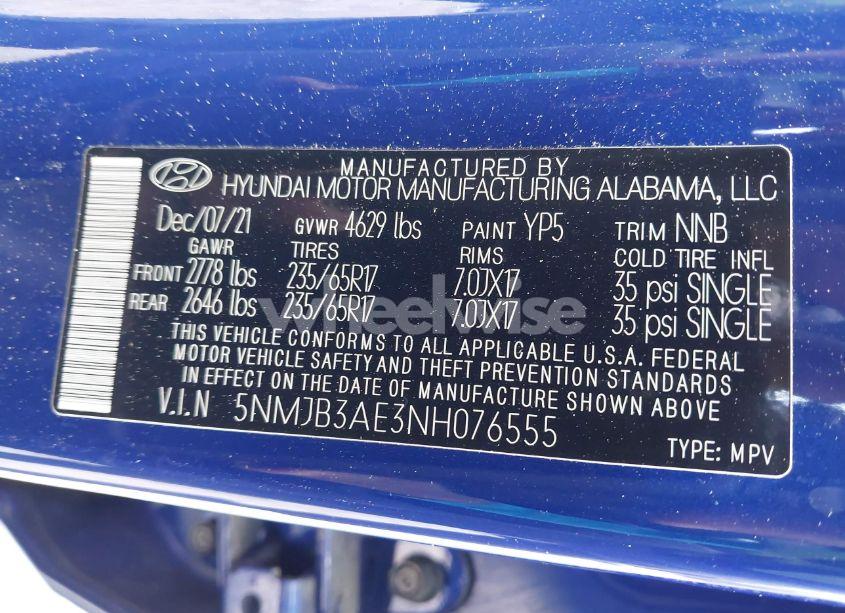 MANUFACTURED BY
HYUNDAI MOTOR MANUFACTURING ALABAMA, LLC
Dec/07/21 GVWR 4629 lbs PAINT YP5 TRIM NNB
GAWR TIRES RIMS COLD TIRE INFL
FRONT 2778 lbs 235/65R17 7.0JX17 35 psi SINGLE
REAR 2646 lbs 235/65R17 7.0JX17 35 psi SINGLE
wheelwise
THIS VEHICLE CONFORMS TO ALL APPLICABLE U.S.A. FEDERAL
MOTOR VEHICLE SAFETY AND THEFT PREVENTION STANDARDS
IN EFFECT ON THE DATE OF MANUFACTURE SHOWN ABOVE
V.I.N 5NMJB3AE3NH076555
TYPE: MPV